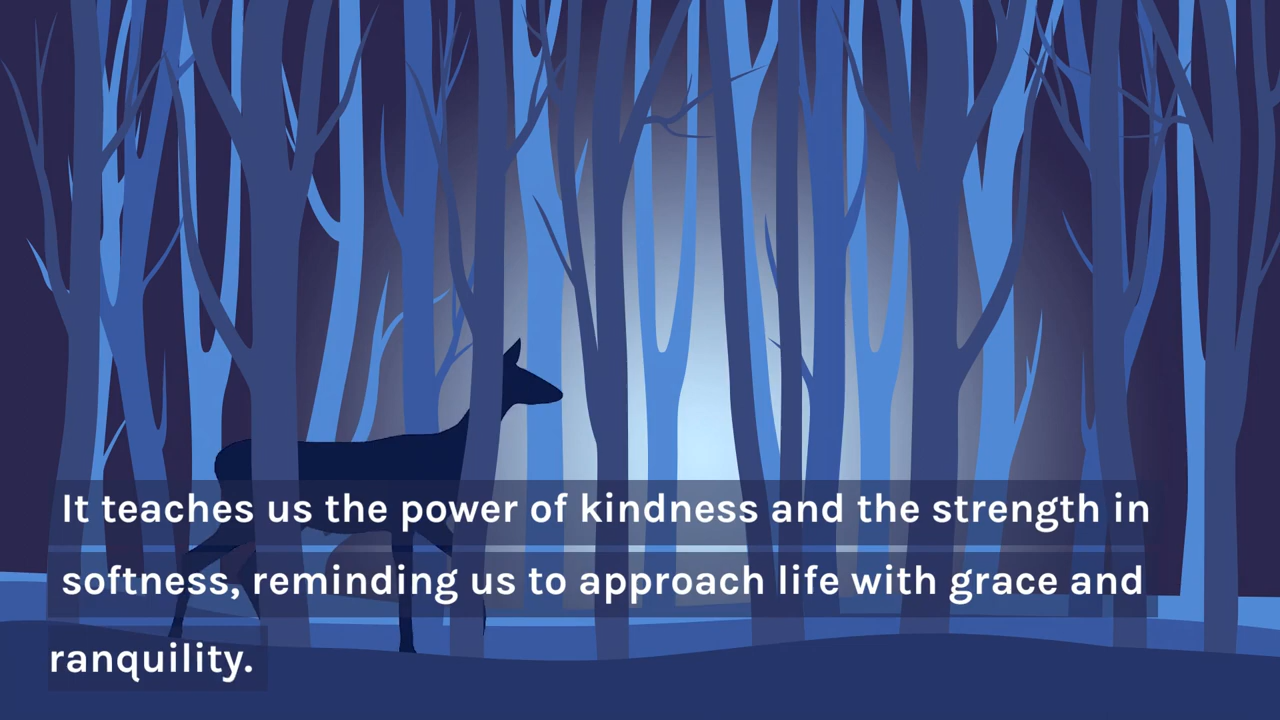 It teaches us the power of kindness and the strength in
softness, reminding us to approach life with grace and
ranquility.